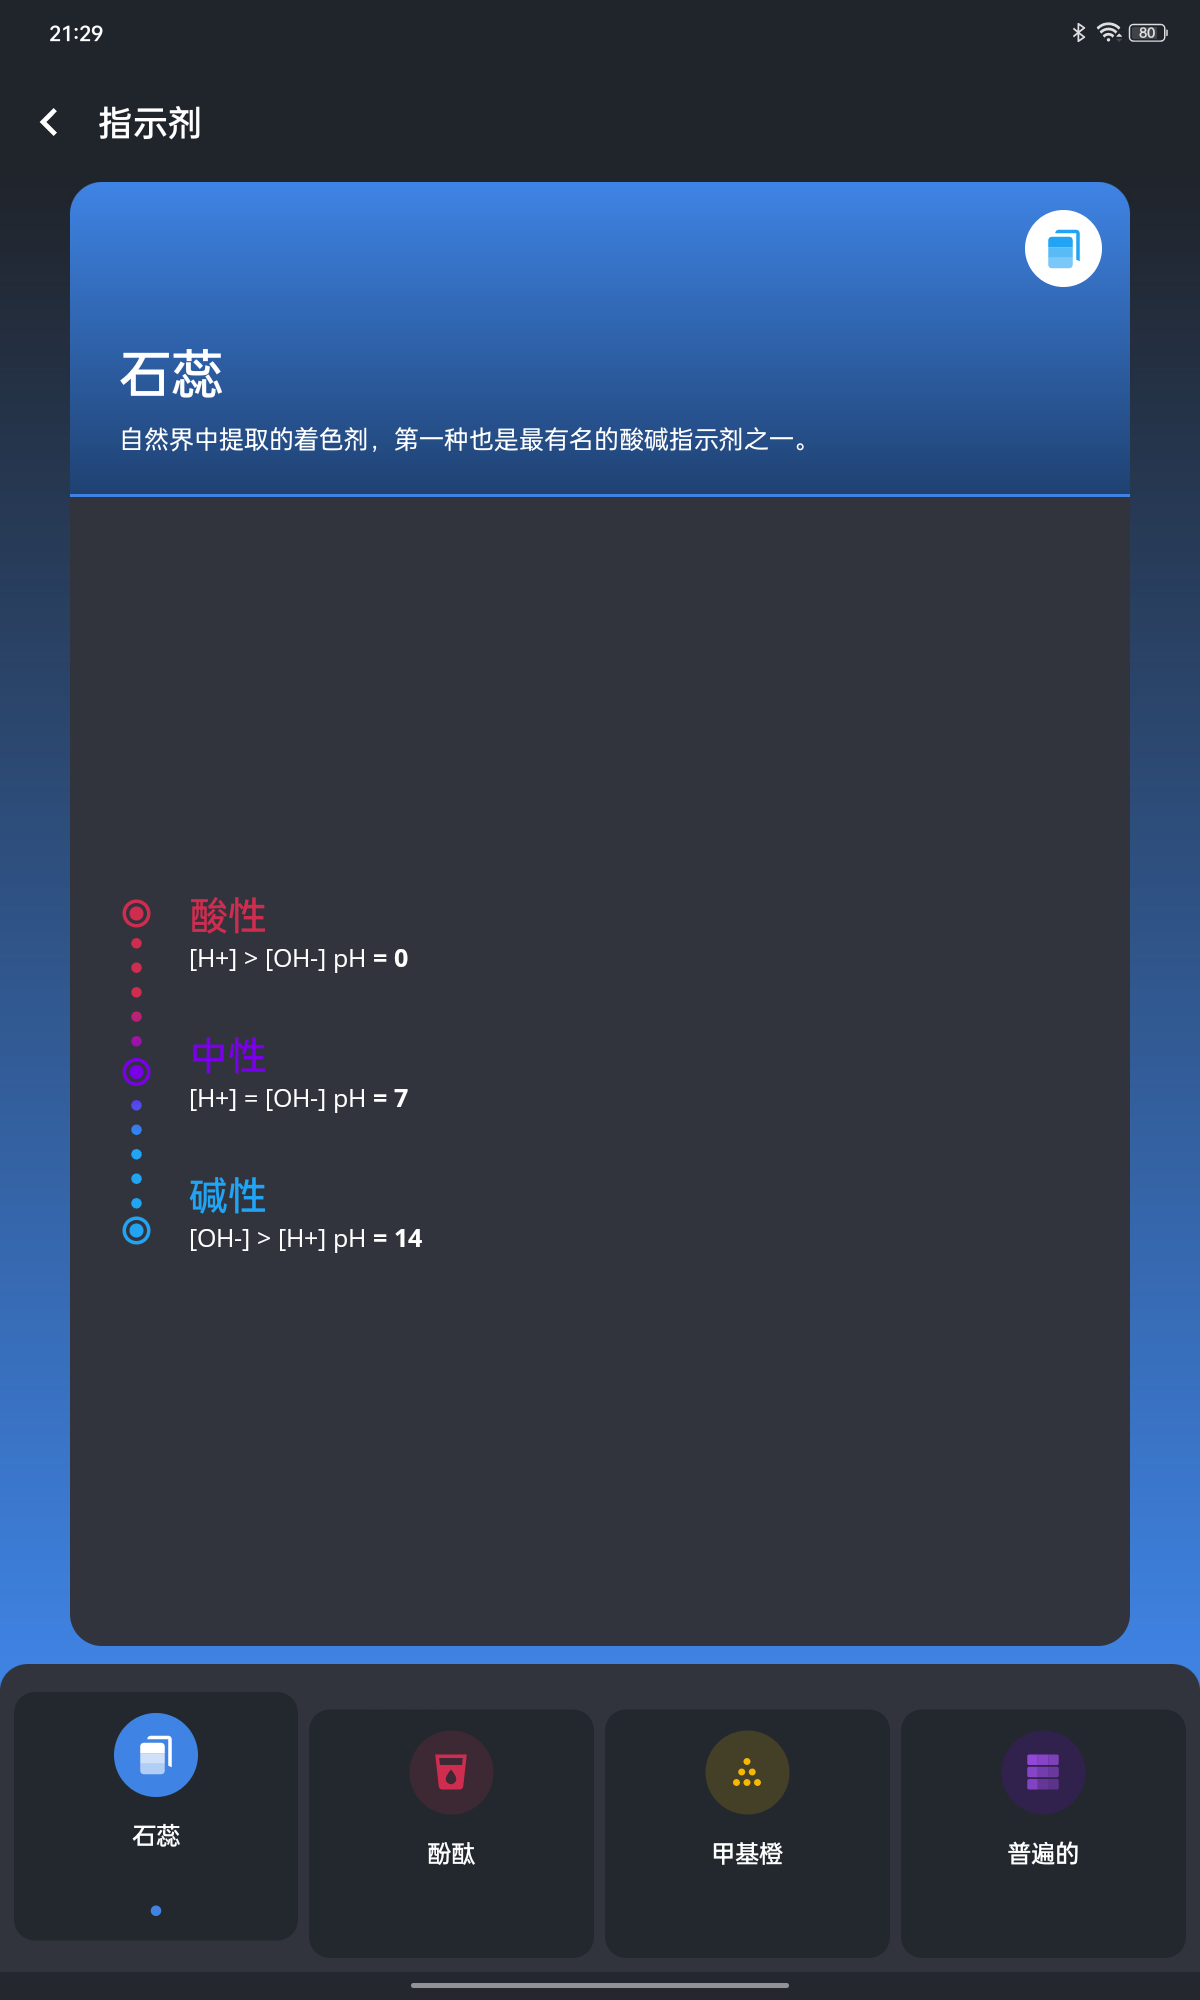 21:29
80
指示剂
石蕊
自然界中提取的着色剂，第一种也是最有名的酸碱指示剂之一。
酸性
[H+] > [OH-] pH = 0
中性
[H+] = [OH-] pH = 7
碱性
[OH-] > [H+] pH = 14
石蕊
酚酞
甲基橙
普遍的